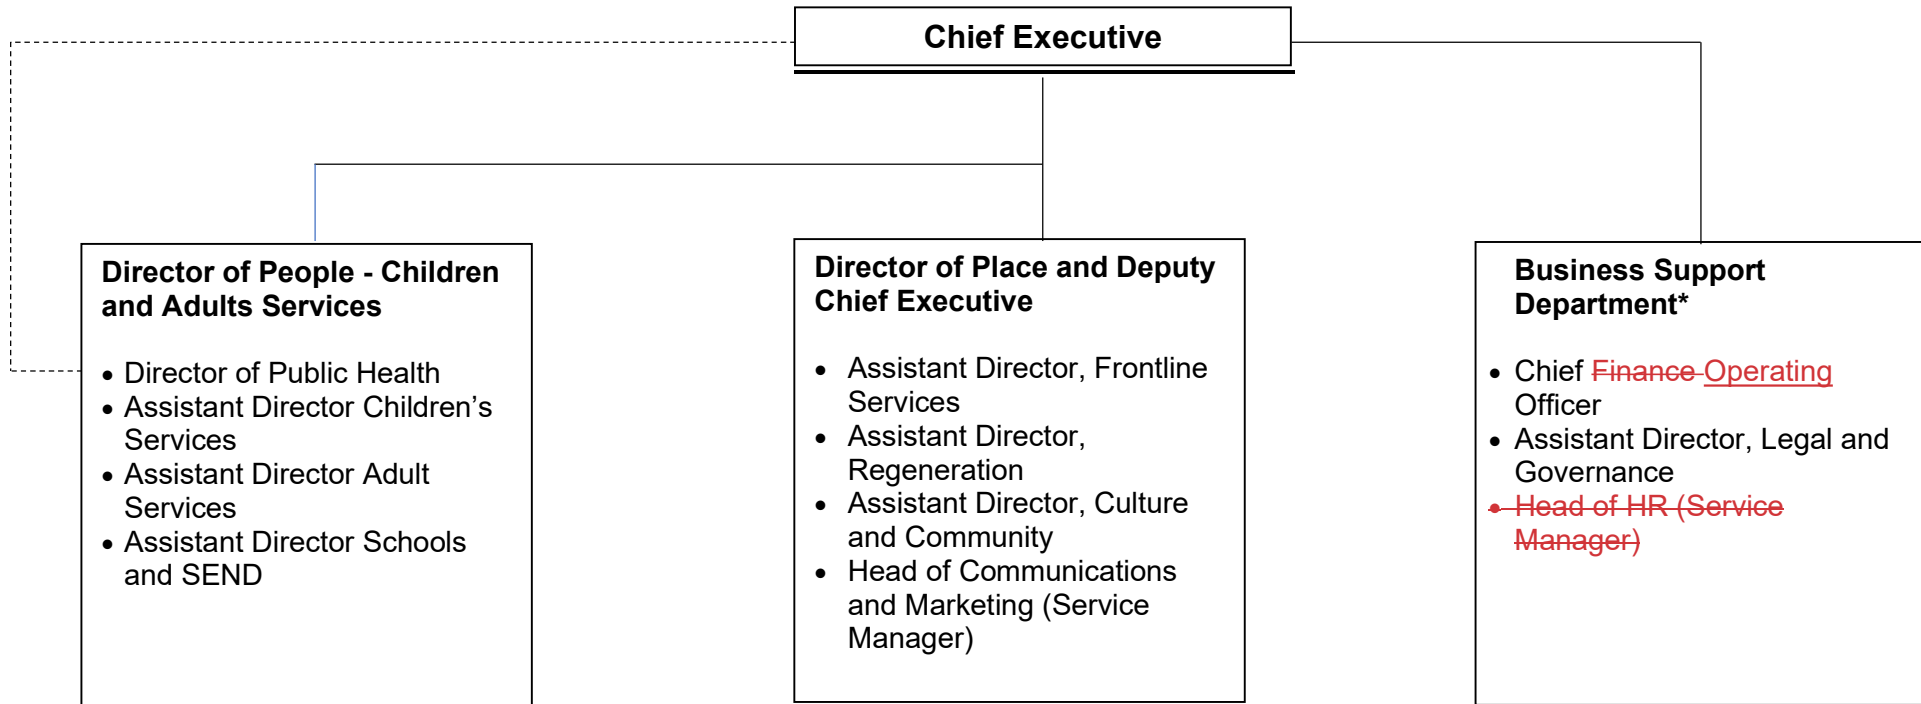 Chief Executive
Director of People - Children
and Adults Services
• Director of Public Health
• Assistant Director Children’s
Services
• Assistant Director Adult
Services
• Assistant Director Schools
and SEND
Director of Place and Deputy
Chief Executive
• Assistant Director, Frontline
Services
• Assistant Director,
Regeneration
• Assistant Director, Culture
and Community
• Head of Communications
and Marketing (Service
Manager)
Business Support
Department*
• Chief Finance Operating
Officer
• Assistant Director, Legal and
Governance
• Head of HR (Service
Manager)